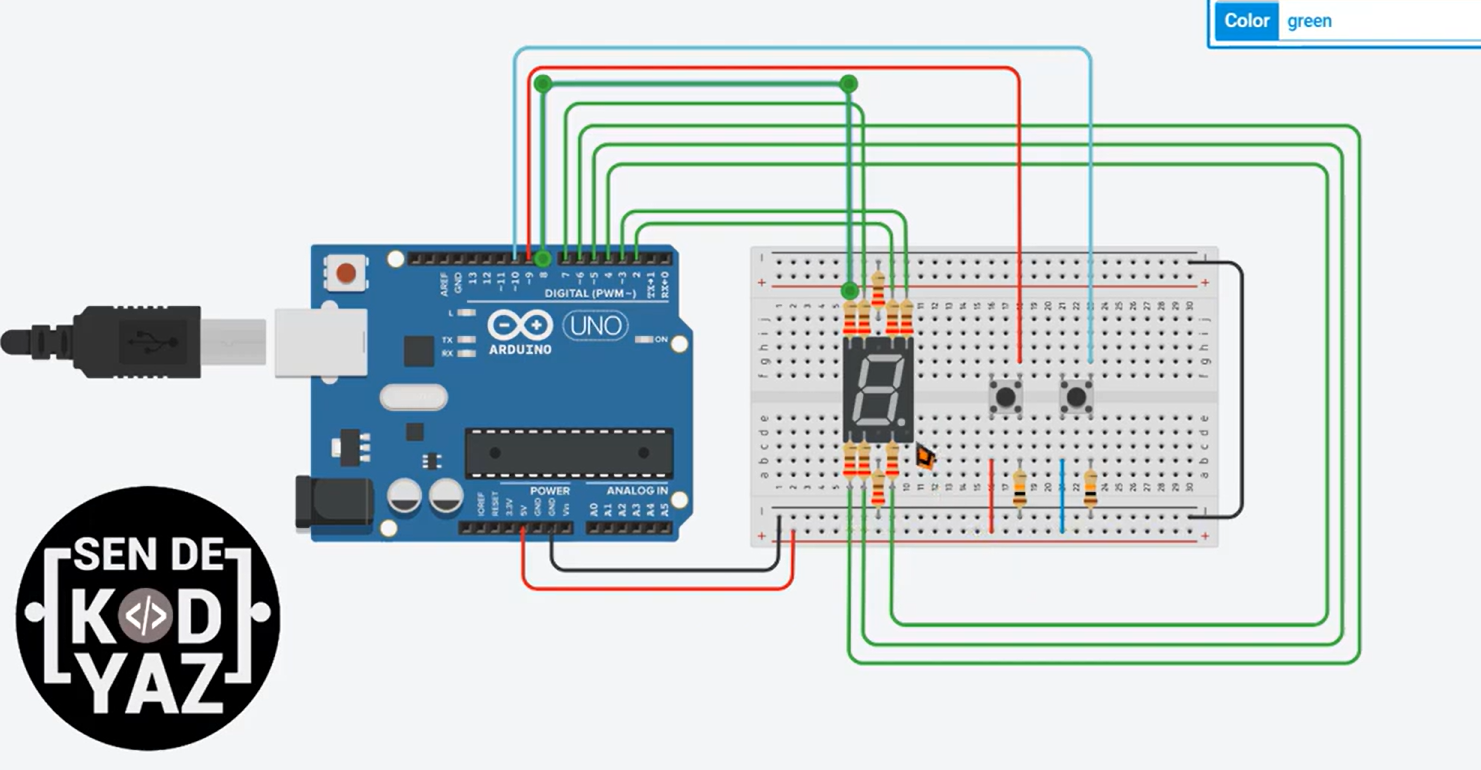 Color green
AREF
GND
13
12
~11
~10
~9
8
7
~6
~5
4
~3
2
TX→1
RX←0
DIGITAL (PWM~)
L
TX
RX
ARDUINO
UNO
ON
POWER
ANALOG IN
IOREF
RESET
3.3V
5V
GND
GND
Vin
A0
A1
A2
A3
A4
A5
SEN DE
K</>D
YAZ